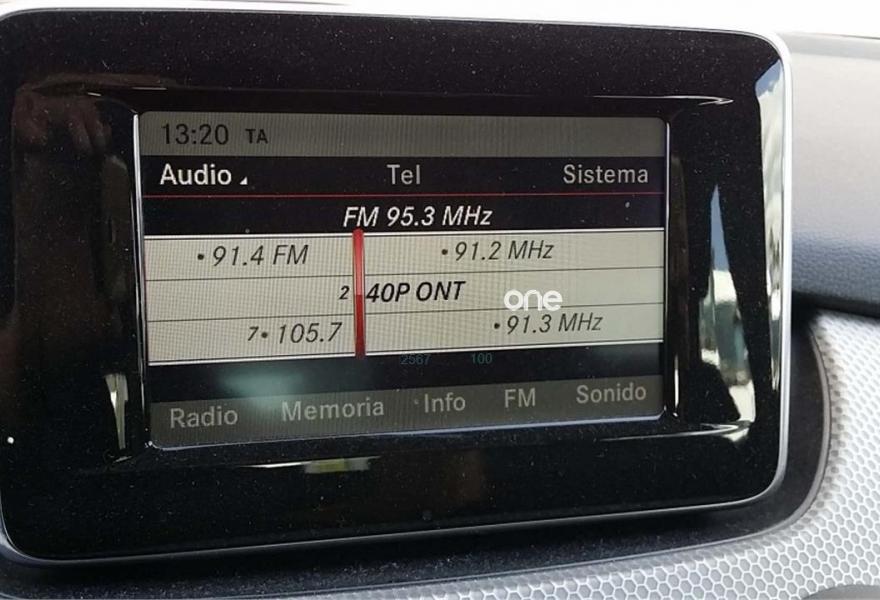 13:20 TA
Audio Tel Sistema
FM 95.3 MHz
•91.4 FM •91.2 MHz
2 40P ONT
one
7• 105.7 •91.3 MHz
2567 100
Radio Memoria Info FM Sonido